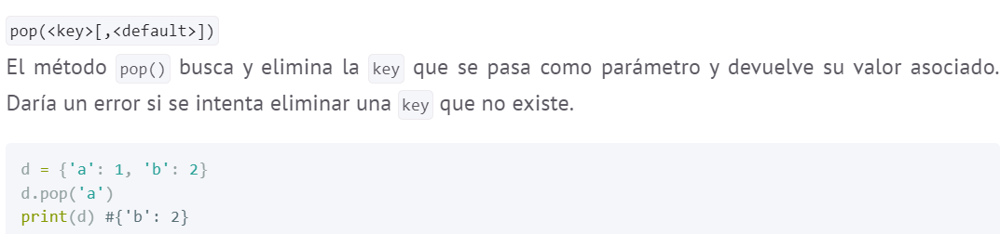 pop(<key>[,<default>])
El método pop() busca y elimina la key que se pasa como parámetro y devuelve su valor asociado.
Daría un error si se intenta eliminar una key que no existe.
d = {'a': 1, 'b': 2}
d.pop('a')
print(d) #{'b': 2}